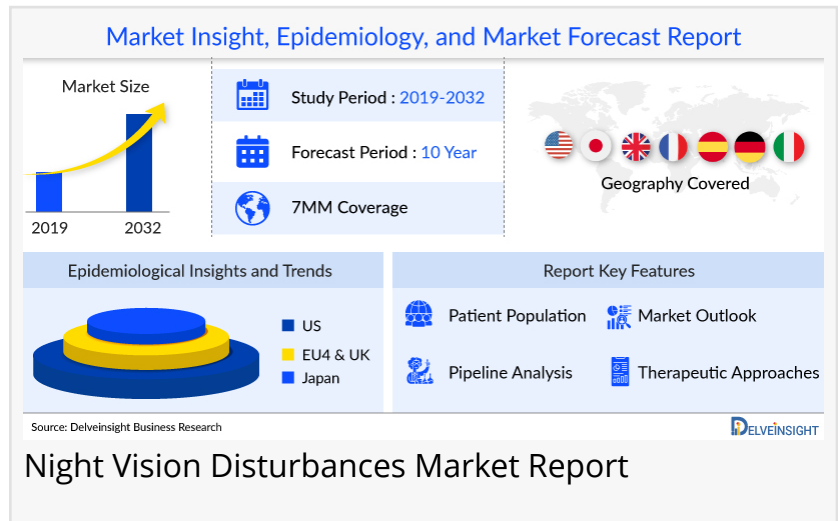 Market Insight, Epidemiology, and Market Forecast Report
Market Size
2019
2032
Study Period : 2019-2032
Forecast Period : 10 Year
7MM Coverage
Geography Covered
Epidemiological Insights and Trends
US
EU4 & UK
Japan
Report Key Features
Patient Population
Market Outlook
Pipeline Analysis
Therapeutic Approaches
Source: Delveinsight Business Research
DELVEINSIGHT
Night Vision Disturbances Market Report